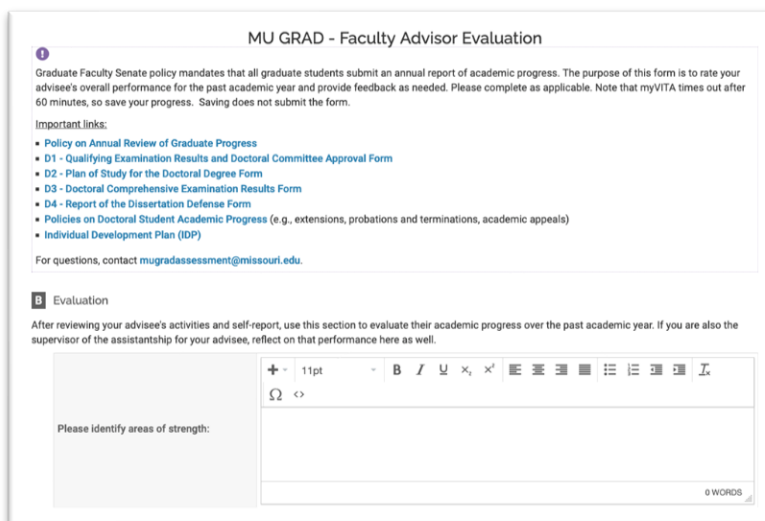 MU GRAD - Faculty Advisor Evaluation
!
Graduate Faculty Senate policy mandates that all graduate students submit an annual report of academic progress. The purpose of this form is to rate your
advisee's overall performance for the past academic year and provide feedback as needed. Please complete as applicable. Note that myVITA times out after
60 minutes, so save your progress. Saving does not submit the form.
Important links:
▪ Policy on Annual Review of Graduate Progress
▪ D1 - Qualifying Examination Results and Doctoral Committee Approval Form
▪ D2 - Plan of Study for the Doctoral Degree Form
▪ D3 - Doctoral Comprehensive Examination Results Form
▪ D4 - Report of the Dissertation Defense Form
▪ Policies on Doctoral Student Academic Progress (e.g., extensions, probations and terminations, academic appeals)
▪ Individual Development Plan (IDP)
For questions, contact mugradassessment@missouri.edu.
B Evaluation
After reviewing your advisee's activities and self-report, use this section to evaluate their academic progress over the past academic year. If you are also the
supervisor of the assistantship for your advisee, reflect on that performance here as well.
11pt B I U x₂ x²
Ω <>
Please identify areas of strength:
0 WORDS